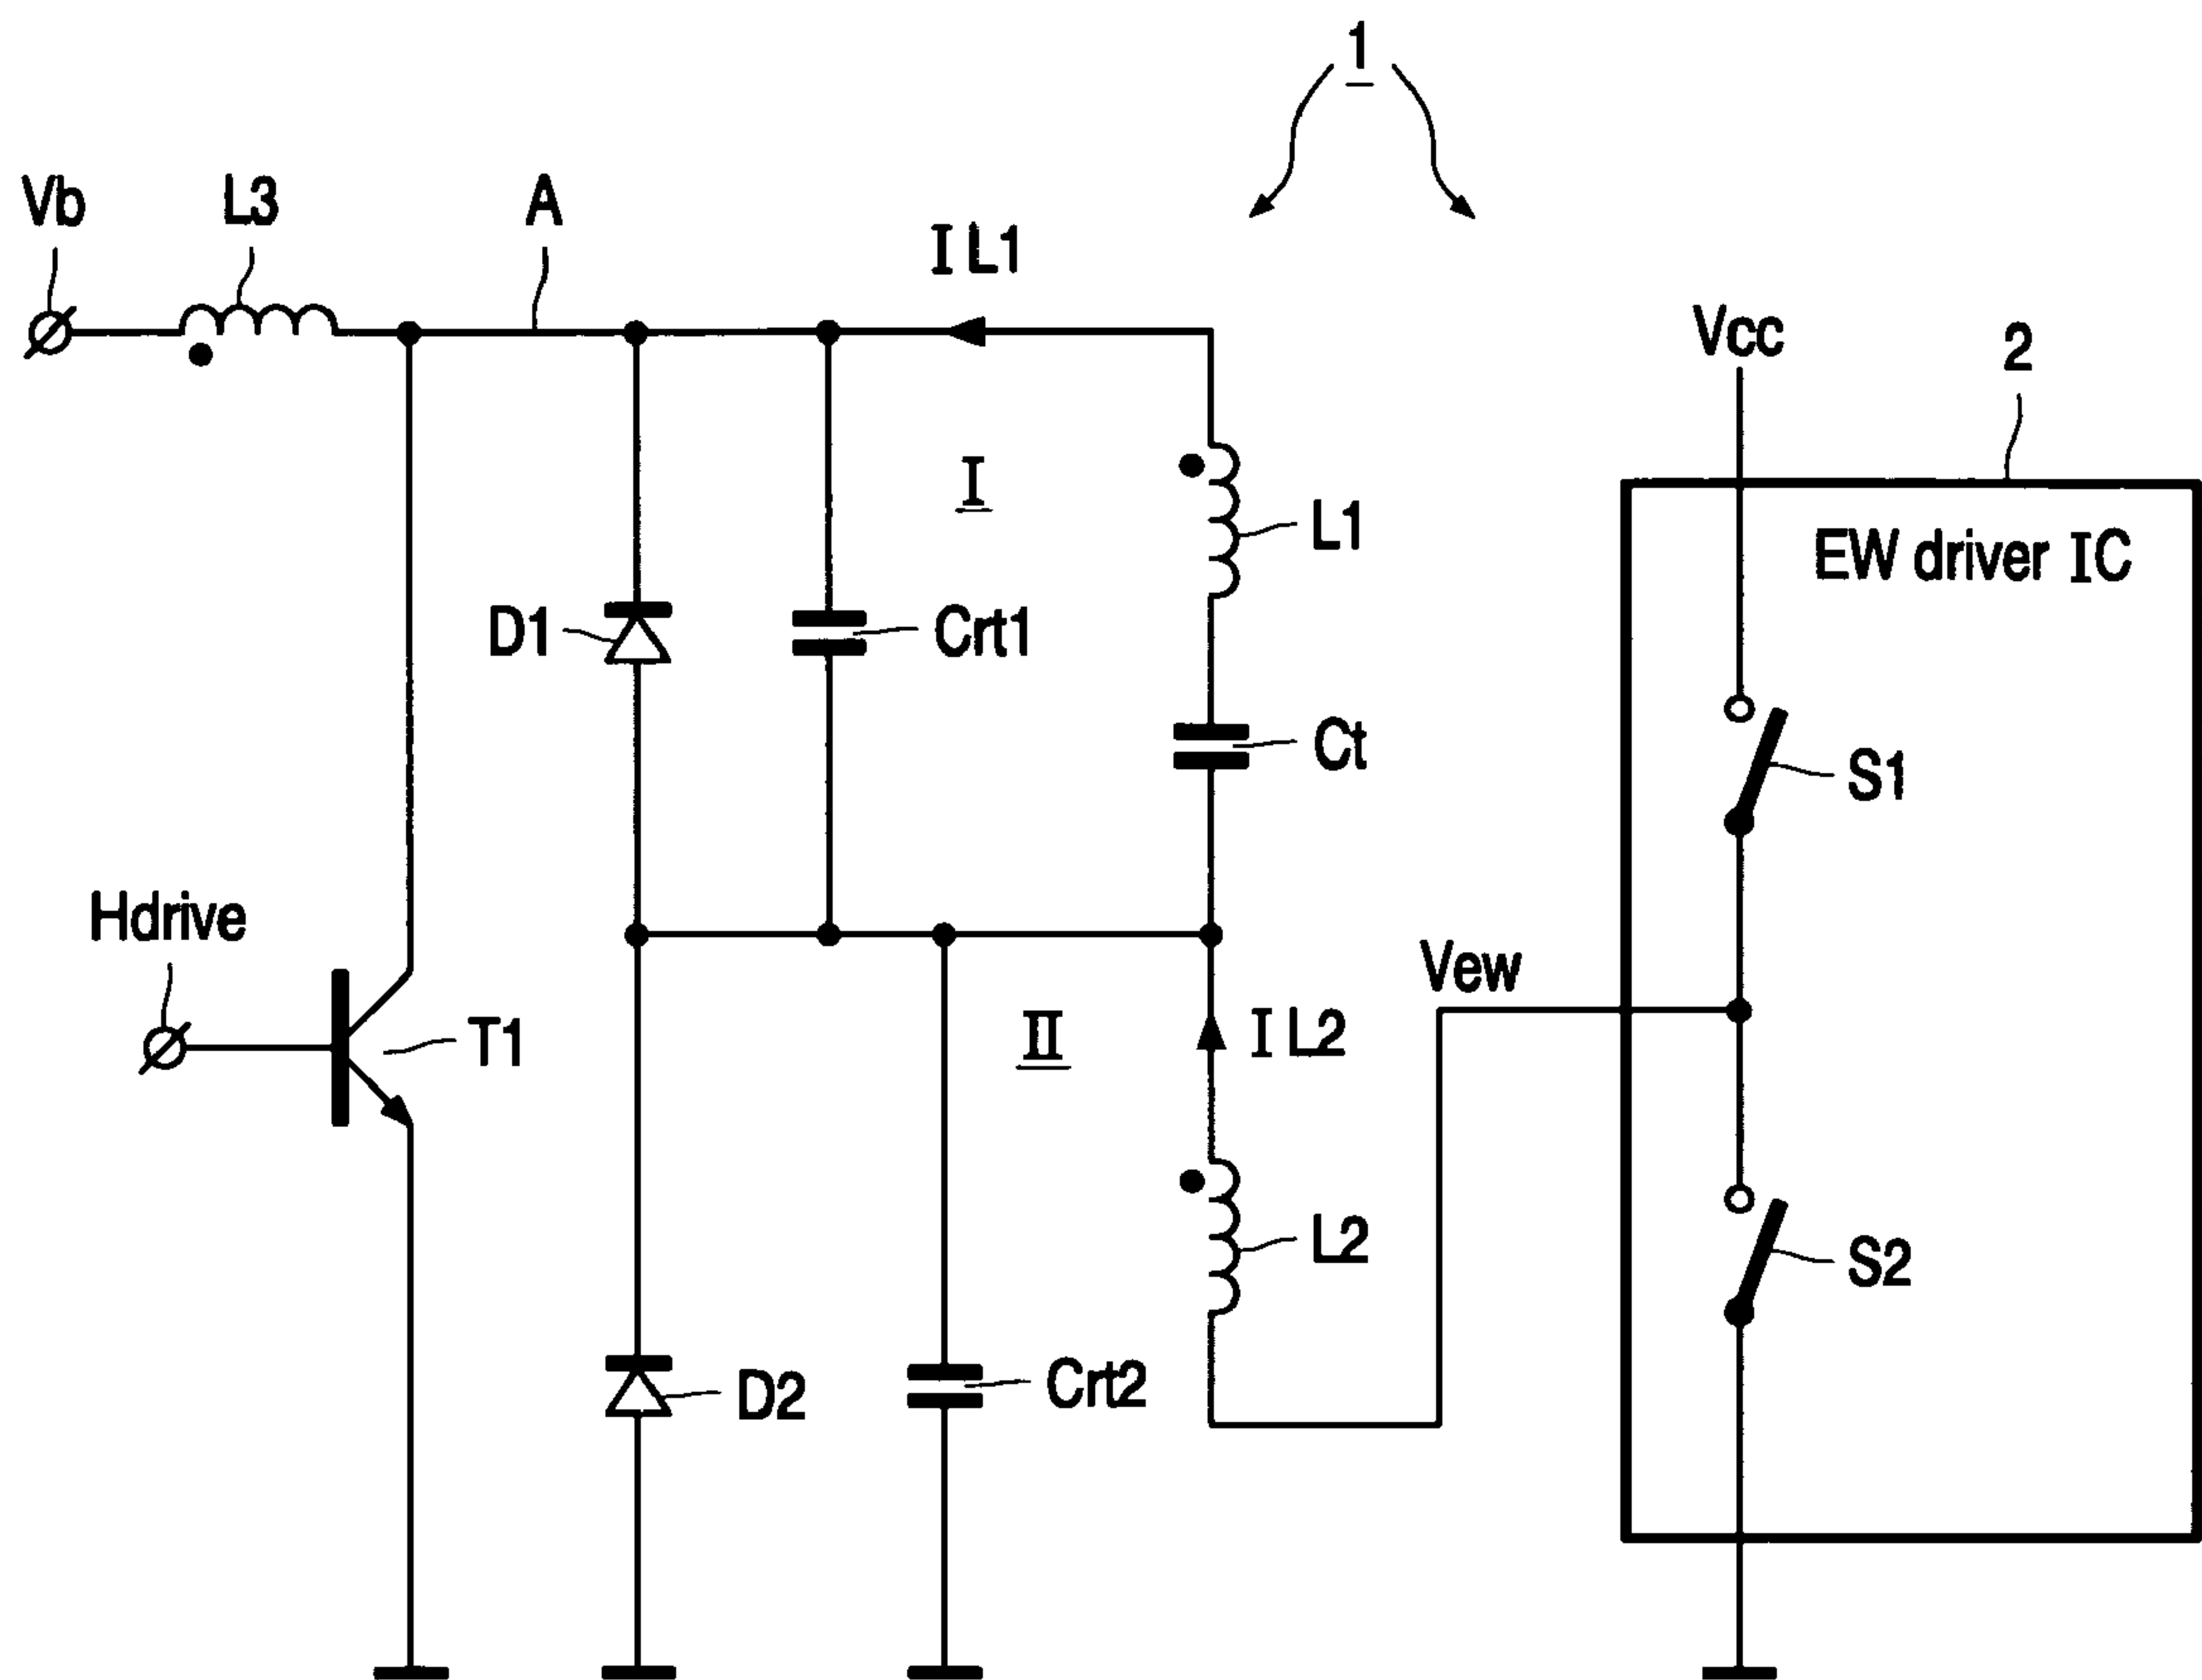 1
Vb
L3
A
I L1
Vcc
2
I
L1
EW driver IC
D1
Crt1
Ct
S1
Hdrive
Vew
T1
II
I L2
L2
S2
D2
Crt2